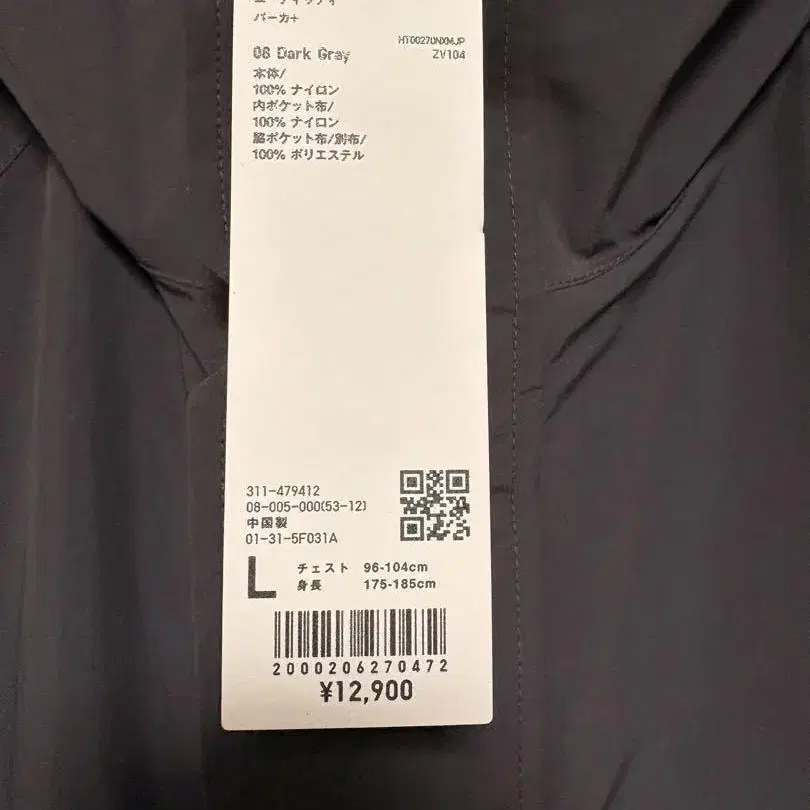 パーカ+
HT00270NXMJP
08 Dark Gray
ZV104
本体/
100% ナイロン
内ポケット布/
100% ナイロン
脇ポケット布/別布/
100% ポリエステル
311-479412
08-005-000(53-12)
中国製
01-31-5F031A
L
チェスト 96-104cm
身長 175-185cm
2000206270472
¥12,900